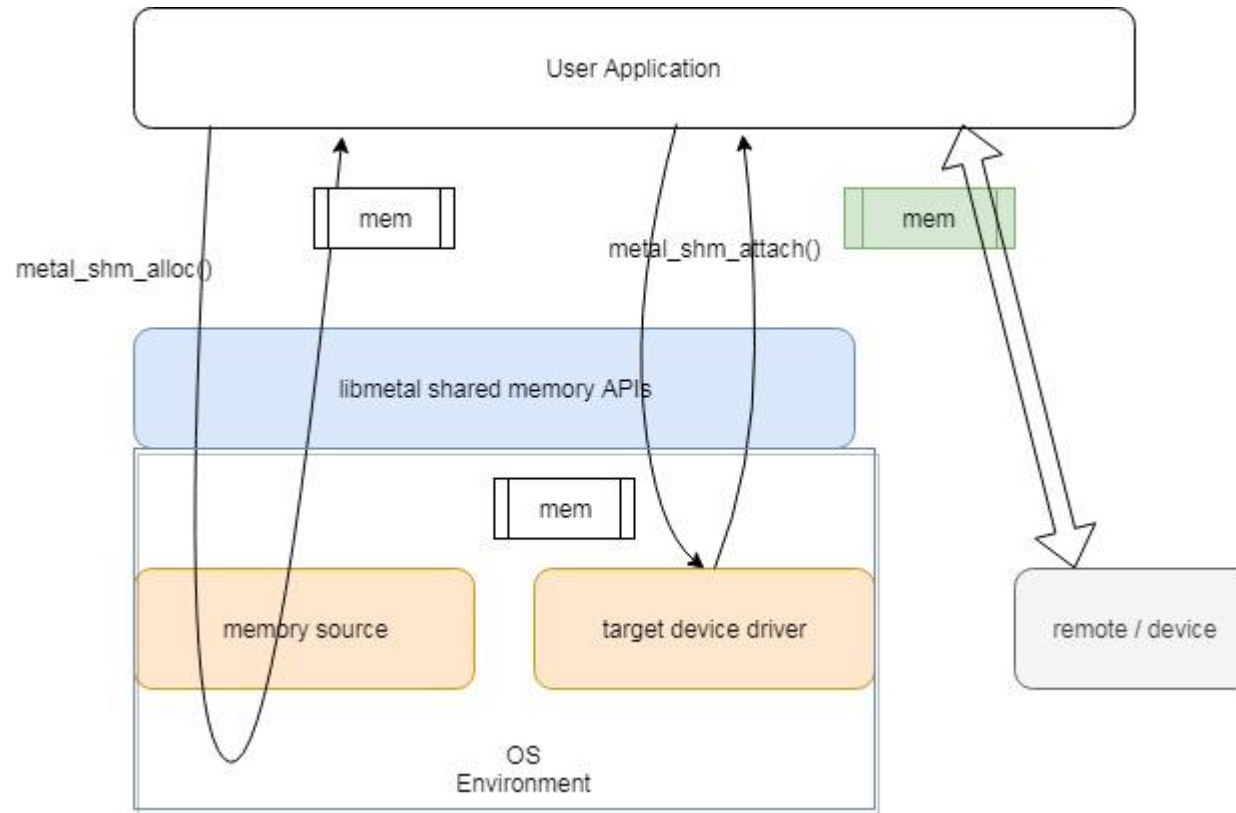 User Application
mem
mem
metal_shm_alloc()
metal_shm_attach()
libmetal shared memory APIs
mem
memory source
target device driver
remote / device
OS
Environment